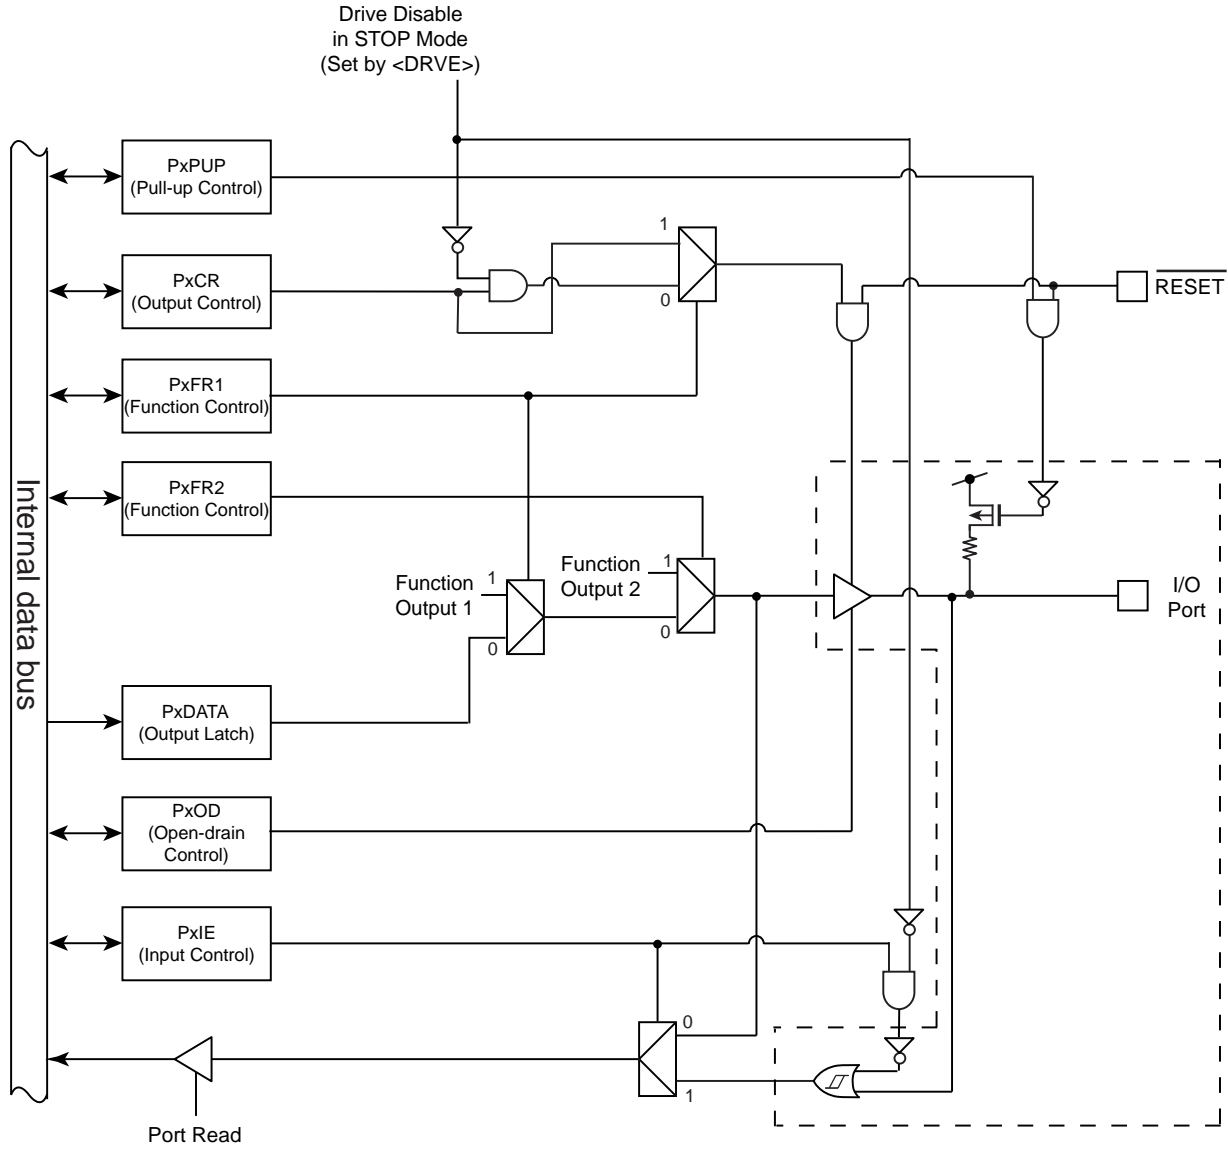 Drive Disable
in STOP Mode
(Set by <DRVE>)
PxPUP
(Pull-up Control)
1
PxCR
(Output Control)
0
RESET
PxFR1
(Function Control)
Internal data bus
PxFR2
(Function Control)
Function
Output 1
1
0
Function
Output 2
1
0
I/O
Port
PxDATA
(Output Latch)
PxOD
(Open-drain
Control)
PxIE
(Input Control)
0
1
Port Read